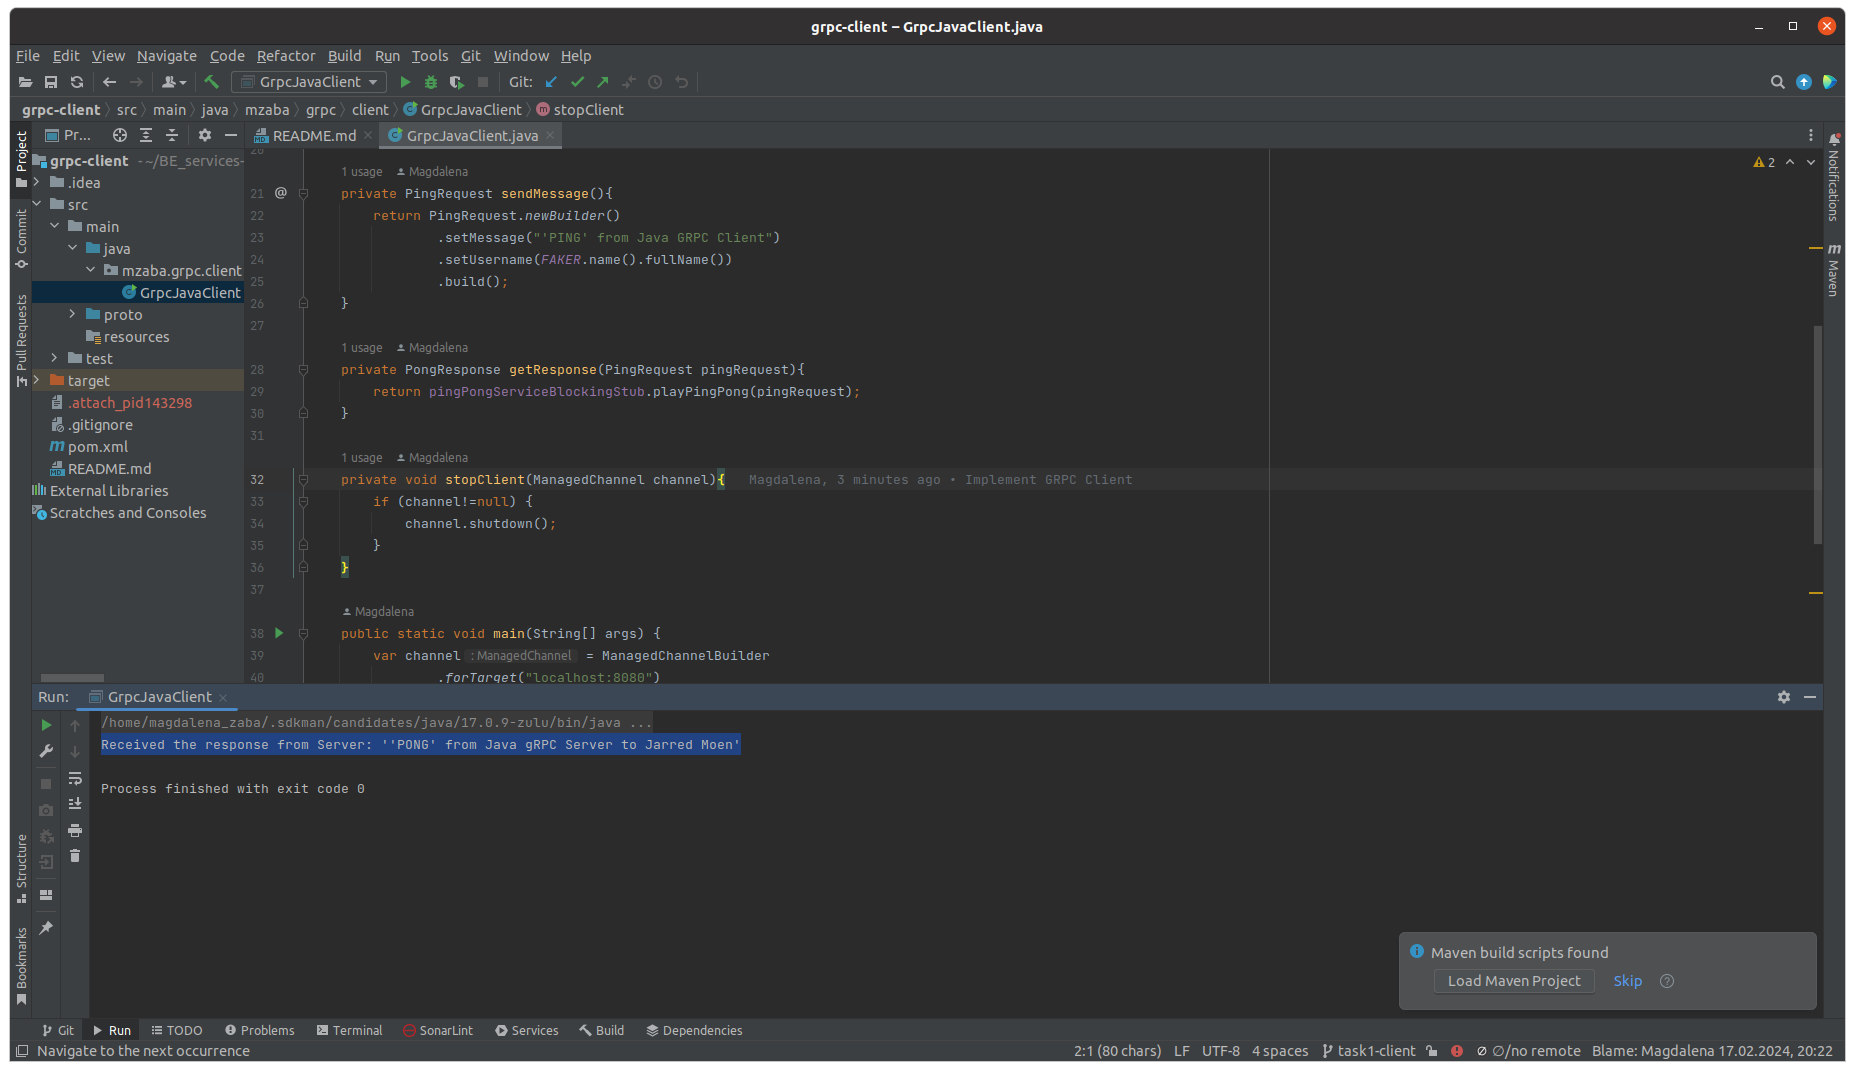 grpc-client – GrpcJavaClient.java
File Edit View Navigate Code Refactor Build Run Tools Git Window Help
GrpcJavaClient Git:
grpc-client src main java mzaba grpc client GrpcJavaClient stopClient
Project
Commit
Pull Requests
Structure
Bookmarks
Pr...
grpc-client ~/BE_services-
.idea
src
main
java
mzaba.grpc.client
GrpcJavaClient
proto
resources
test
target
.attach_pid143298
.gitignore
pom.xml
README.md
External Libraries
Scratches and Consoles
README.md GrpcJavaClient.java
2
20
1 usage Magdalena
21 @ private PingRequest sendMessage(){
22 return PingRequest.newBuilder()
23 .setMessage("'PING' from Java GRPC Client")
24 .setUsername(FAKER.name().fullName())
25 .build();
26 }
27
1 usage Magdalena
28 private PongResponse getResponse(PingRequest pingRequest){
29 return pingPongServiceBlockingStub.playPingPong(pingRequest);
30 }
31
1 usage Magdalena
32 private void stopClient(ManagedChannel channel){ Magdalena, 3 minutes ago • Implement GRPC Client
33 if (channel!=null) {
34 channel.shutdown();
35 }
36 }
37
Magdalena
38 public static void main(String[] args) {
39 var channel : ManagedChannel = ManagedChannelBuilder
40 .forTarget("localhost:8080")
Notifications
Maven
Run: GrpcJavaClient
/home/magdalena_zaba/.sdkman/candidates/java/17.0.9-zulu/bin/java ...
Received the response from Server: ''PONG' from Java gRPC Server to Jarred Moen'
Process finished with exit code 0
Maven build scripts found
Load Maven Project Skip ?
Git Run TODO Problems Terminal SonarLint Services Build Dependencies
Navigate to the next occurrence 2:1 (80 chars) LF UTF-8 4 spaces task1-client ∅/no remote Blame: Magdalena 17.02.2024, 20:22